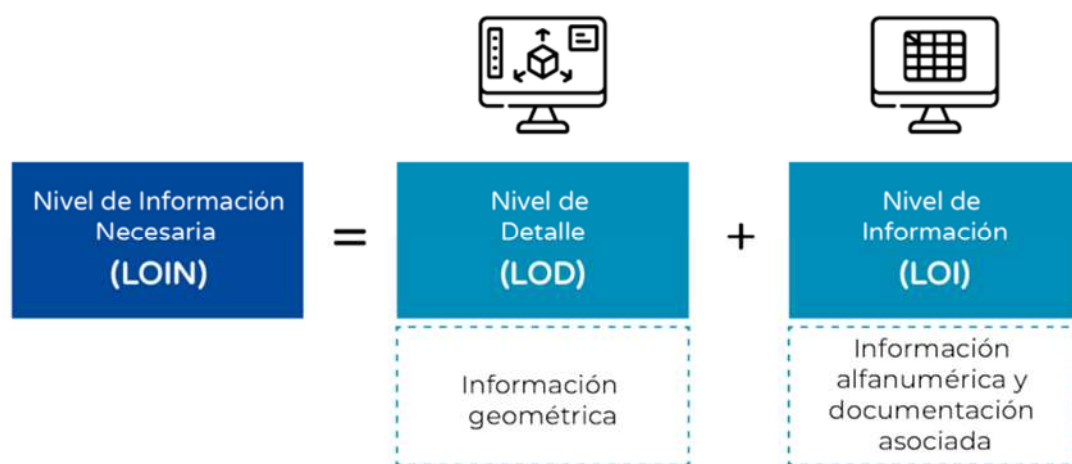 Nivel de Información
Necesaria
(LOIN)
=
Nivel de
Detalle
(LOD)
+
Nivel de
Información
(LOI)
Información
geométrica
Información
alfanumérica y
documentación
asociada